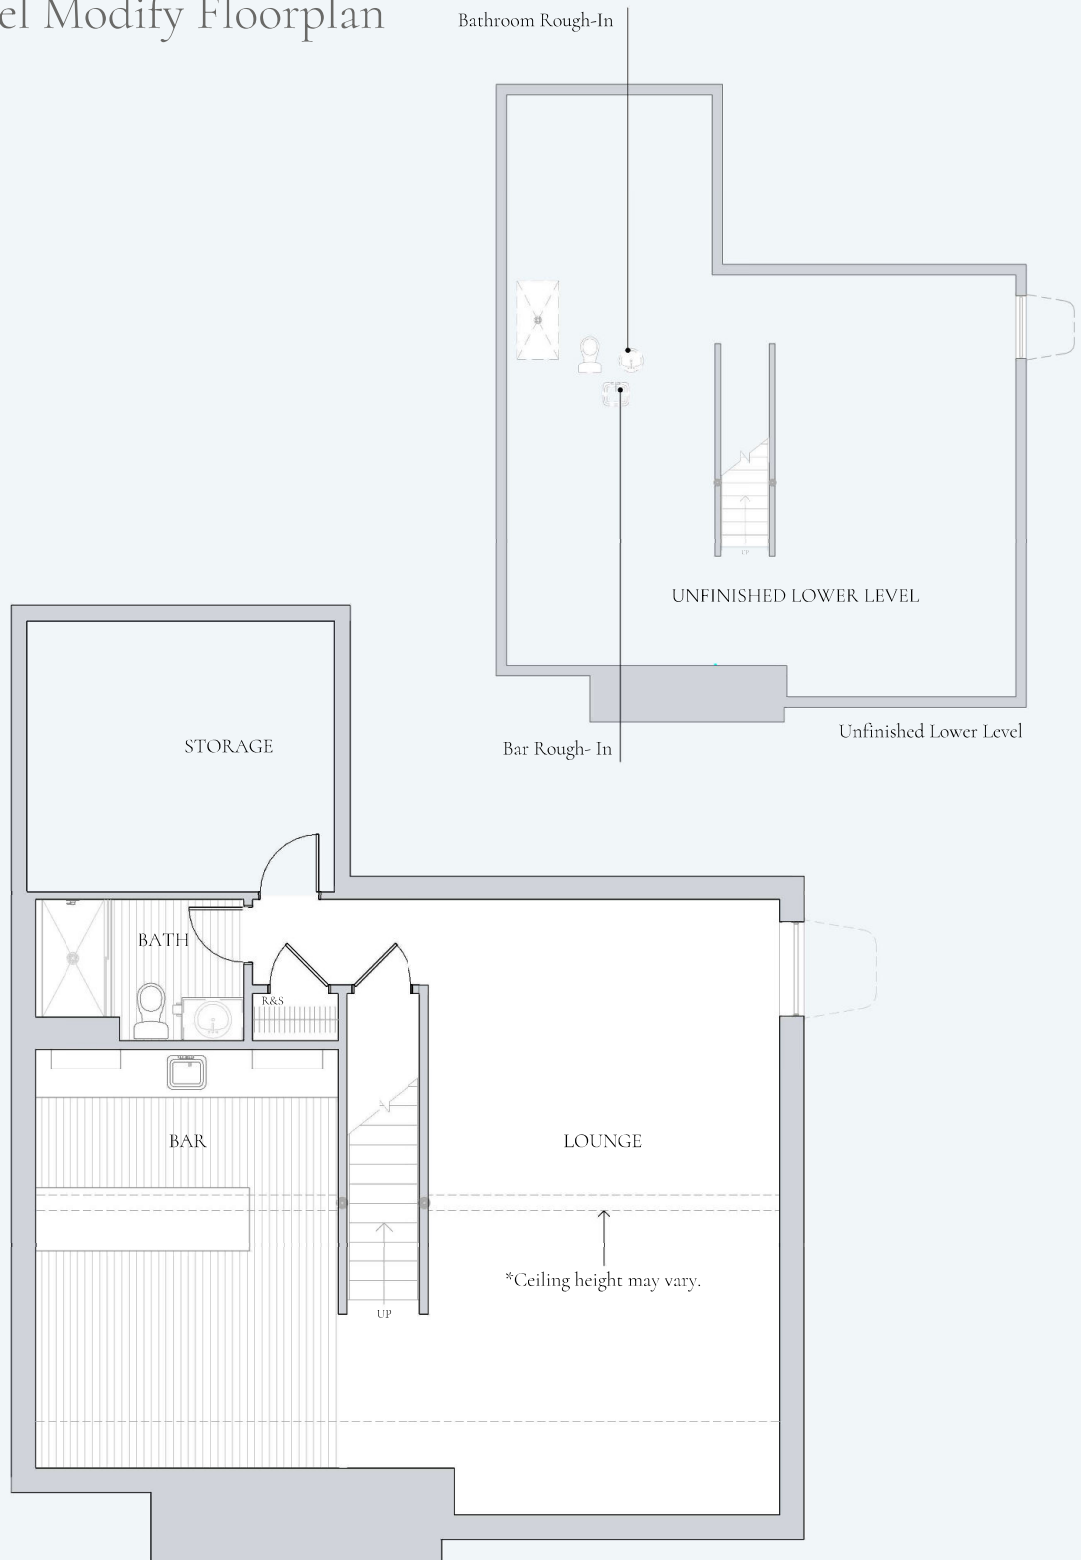 el Modify Floorplan
Bathroom Rough-In
UP
UNFINISHED LOWER LEVEL
Unfinished Lower Level
Bar Rough- In
STORAGE
BATH
R&S
BAR
LOUNGE
*Ceiling height may vary.
UP